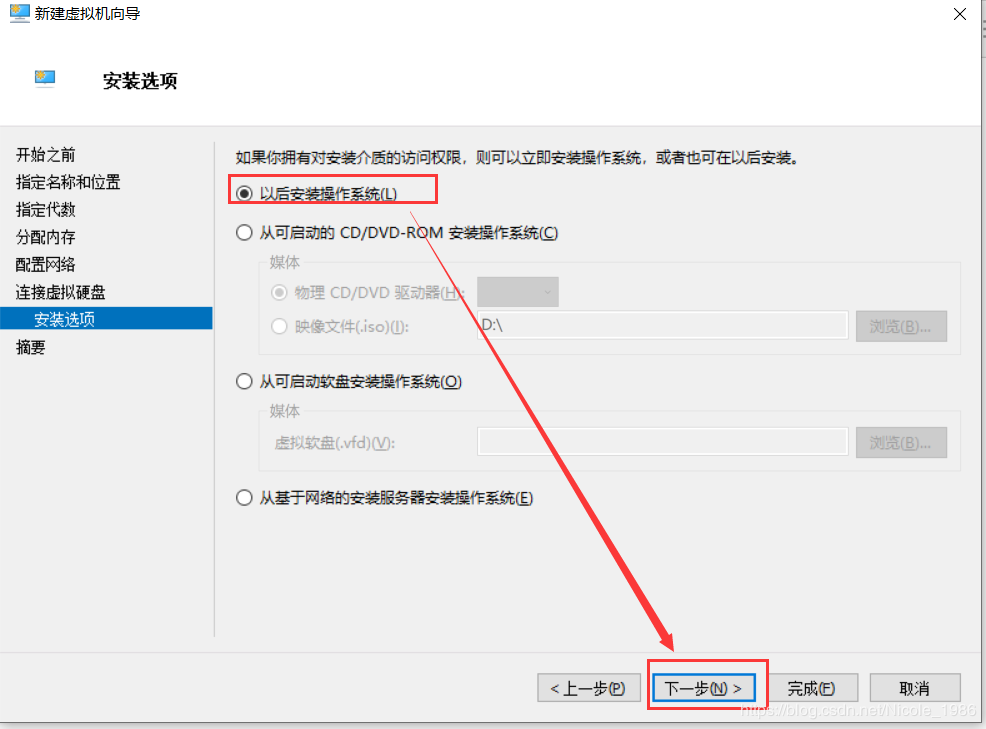 新建虚拟机向导
安装选项
开始之前
指定名称和位置
指定代数
分配内存
配置网络
连接虚拟硬盘
安装选项
摘要
如果你拥有对安装介质的访问权限，则可以立即安装操作系统，或者也可在以后安装。
以后安装操作系统(L)
从可启动的 CD/DVD-ROM 安装操作系统(C)
媒体
物理 CD/DVD 驱动器(H):
映像文件(.iso)(I): D:\ 浏览(B)...
从可启动软盘安装操作系统(O)
媒体
虚拟软盘(.vfd)(V): 浏览(B)...
从基于网络的安装服务器安装操作系统(E)
< 上一步(P) 下一步(N) > 完成(F) 取消
https://blog.csdn.net/Nicole_1986